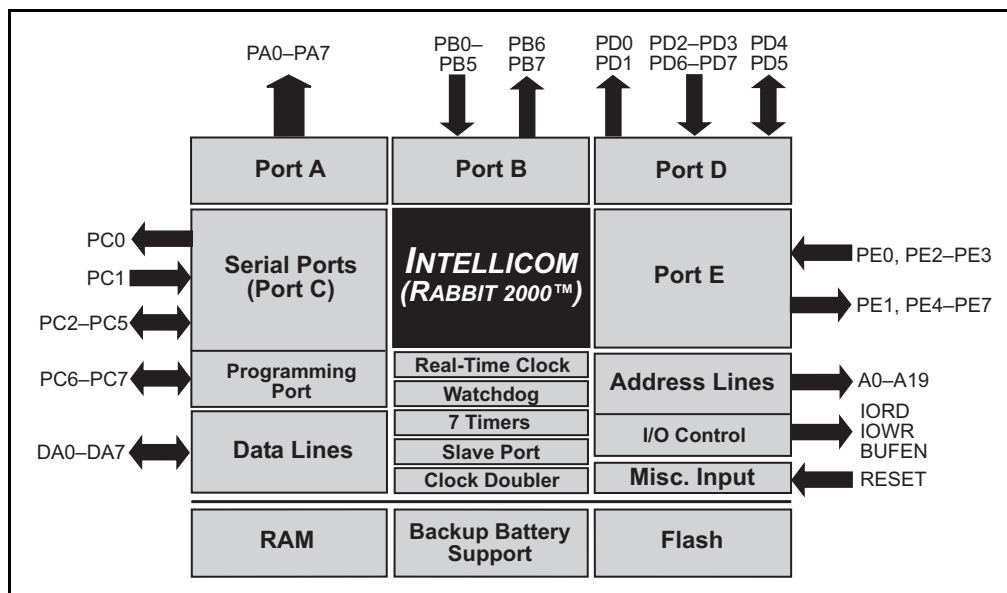 PA0–PA7
PB0–
PB5
PB6
PB7
PD0
PD1
PD2–PD3
PD6–PD7
PD4
PD5
Port A
Port B
Port D
PC0
PC1
PC2–PC5
PC6–PC7
DA0–DA7
Serial Ports
(Port C)
Programming
Port
Data Lines
INTELLICOM
(RABBIT 2000™)
Real-Time Clock
Watchdog
7 Timers
Slave Port
Clock Doubler
Port E
Address Lines
I/O Control
Misc. Input
PE0, PE2–PE3
PE1, PE4–PE7
A0–A19
IORD
IOWR
BUFEN
RESET
RAM
Backup Battery
Support
Flash